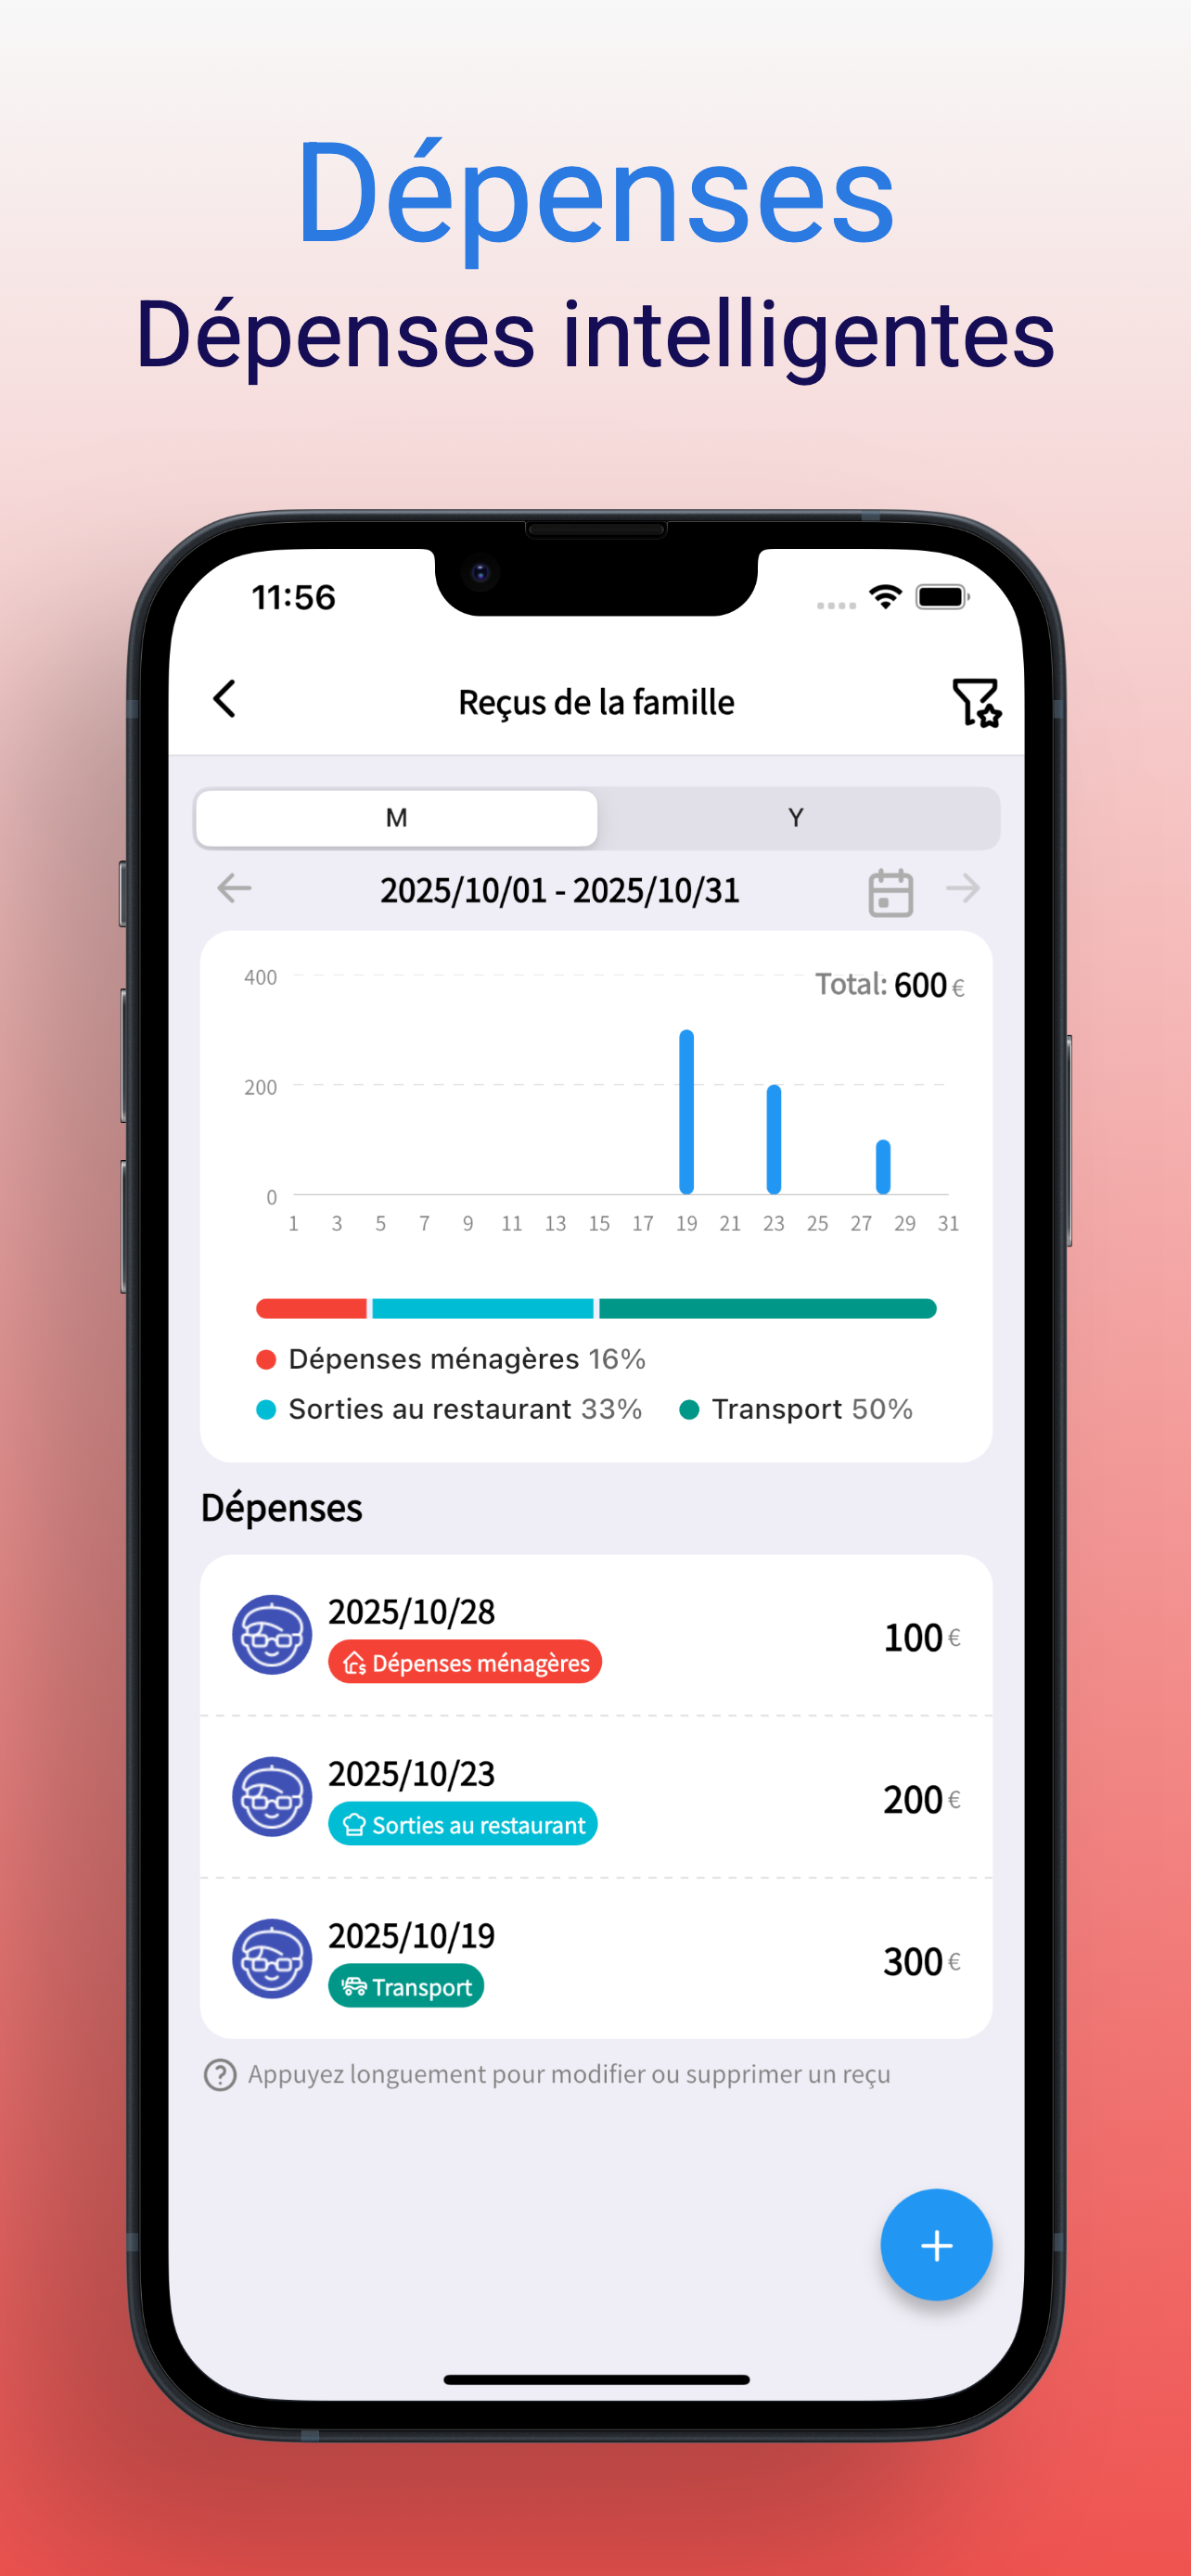 Dépenses
Dépenses intelligentes
11:56
Reçus de la famille
M Y
2025/10/01 - 2025/10/31
400 Total: 600 €
200
0
1 3 5 7 9 11 13 15 17 19 21 23 25 27 29 31
Dépenses ménagères 16%
Sorties au restaurant 33% Transport 50%
Dépenses
2025/10/28
Dépenses ménagères
100 €
2025/10/23
Sorties au restaurant
200 €
2025/10/19
Transport
300 €
Appuyez longuement pour modifier ou supprimer un reçu